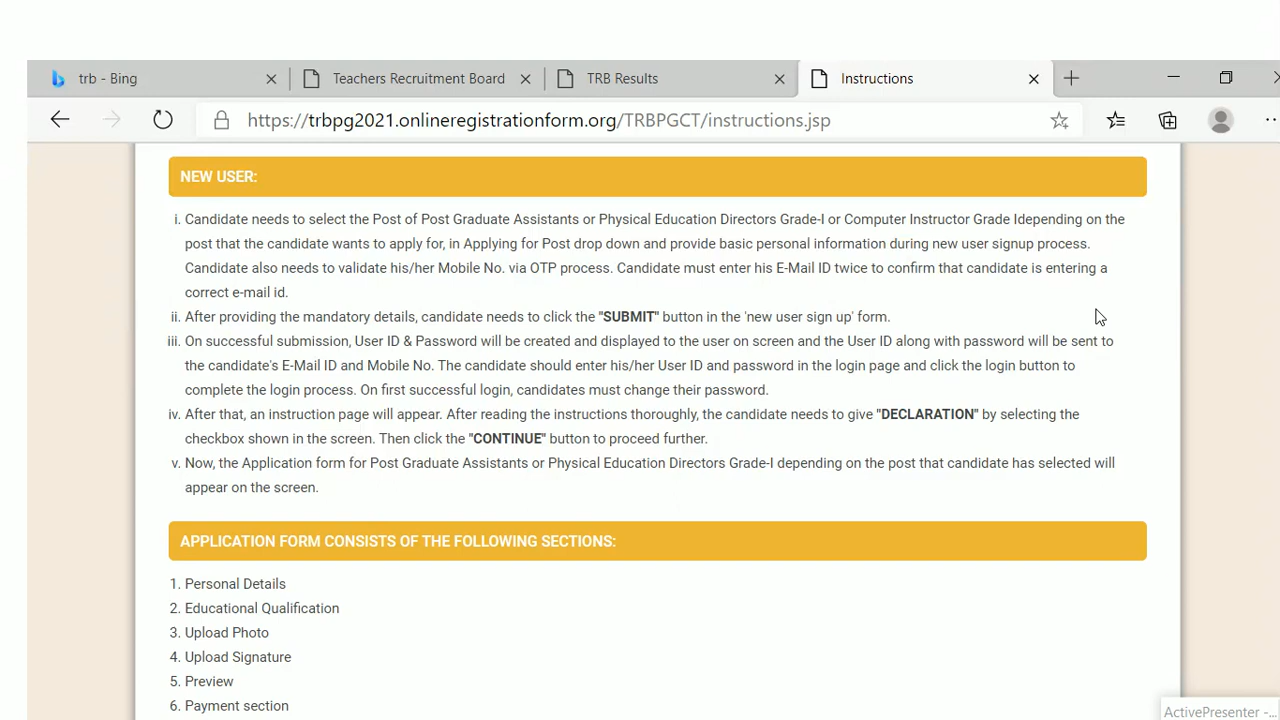 trb - Bing
Teachers Recruitment Board
TRB Results
Instructions
https://trbpg2021.onlineregistrationform.org/TRBPGCT/instructions.jsp
NEW USER:
i. Candidate needs to select the Post of Post Graduate Assistants or Physical Education Directors Grade-I or Computer Instructor Grade Idepending on the
post that the candidate wants to apply for, in Applying for Post drop down and provide basic personal information during new user signup process.
Candidate also needs to validate his/her Mobile No. via OTP process. Candidate must enter his E-Mail ID twice to confirm that candidate is entering a
correct e-mail id.
ii. After providing the mandatory details, candidate needs to click the "SUBMIT" button in the 'new user sign up' form.
iii. On successful submission, User ID & Password will be created and displayed to the user on screen and the User ID along with password will be sent to
the candidate's E-Mail ID and Mobile No. The candidate should enter his/her User ID and password in the login page and click the login button to
complete the login process. On first successful login, candidates must change their password.
iv. After that, an instruction page will appear. After reading the instructions thoroughly, the candidate needs to give "DECLARATION" by selecting the
checkbox shown in the screen. Then click the "CONTINUE" button to proceed further.
v. Now, the Application form for Post Graduate Assistants or Physical Education Directors Grade-I depending on the post that candidate has selected will
appear on the screen.
APPLICATION FORM CONSISTS OF THE FOLLOWING SECTIONS:
1. Personal Details
2. Educational Qualification
3. Upload Photo
4. Upload Signature
5. Preview
6. Payment section
ActivePresenter -...